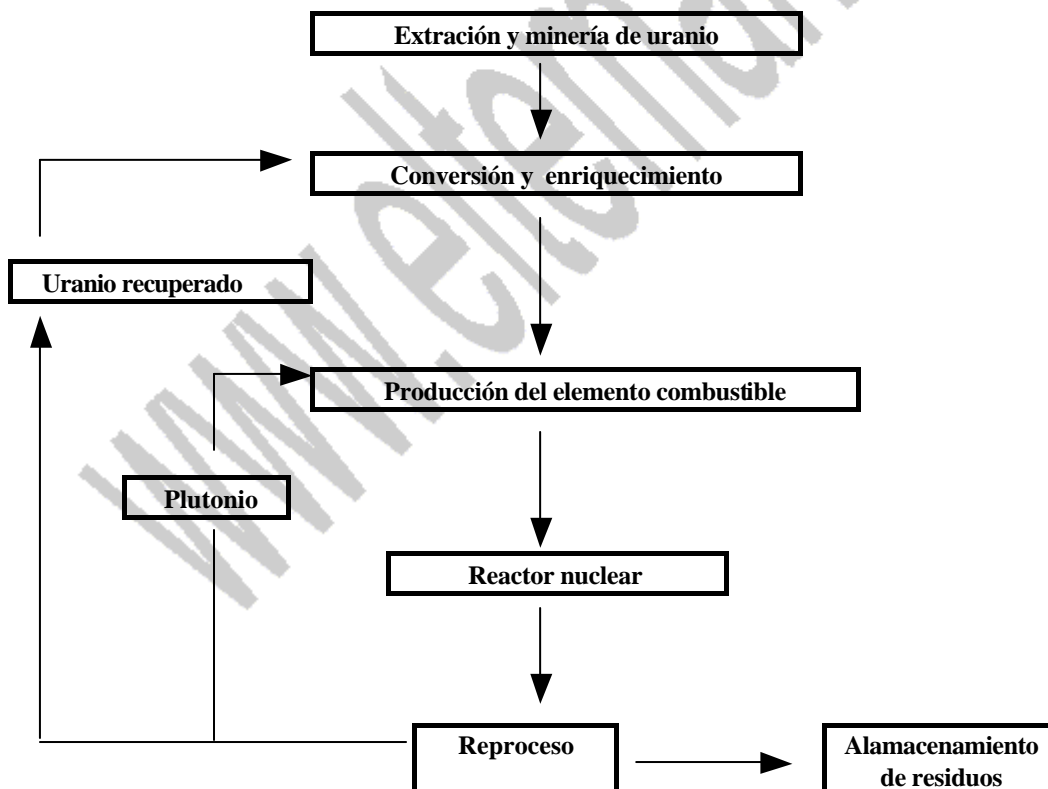 Extración y minería de uranio
Conversión y enriquecimiento
Uranio recuperado
Producción del elemento combustible
Plutonio
Reactor nuclear
Reproceso
Alamacenamiento
de residuos